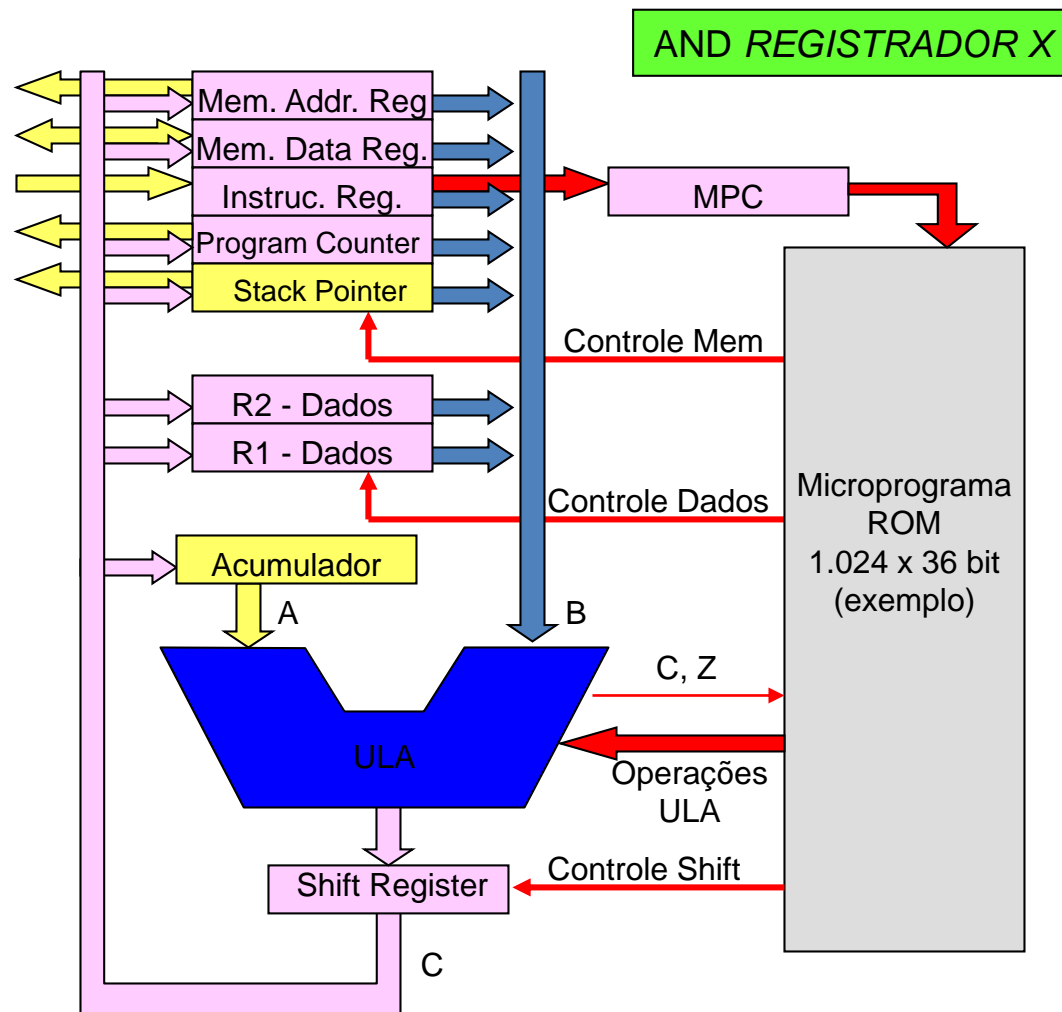 AND REGISTRADOR X
Mem. Addr. Reg
Mem. Data Reg.
Instruc. Reg.
MPC
Program Counter
Stack Pointer
Controle Mem
R2 - Dados
R1 - Dados
Controle Dados
Microprograma
ROM
1.024 x 36 bit
(exemplo)
Acumulador
A
B
C, Z
ULA
Operações
ULA
Controle Shift
Shift Register
C